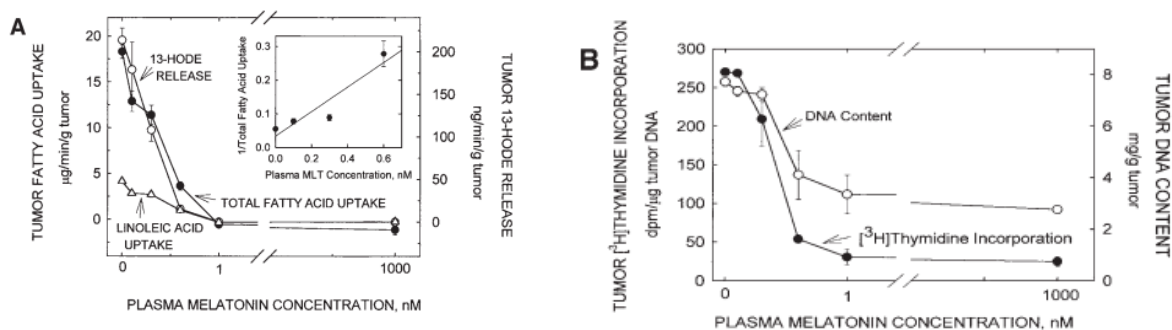 A
TUMOR FATTY ACID UPTAKE
µg/min/g tumor
20
15
10
5
0
13-HODE
RELEASE
LINOLEIC ACID
UPTAKE
TOTAL FATTY ACID UPTAKE
1/Total Fatty Acid Uptake
0.3
0.2
0.1
0.0
0.0
0.2
0.4
0.6
Plasma MLT Concentration, nM
200
150
100
50
0
TUMOR 13-HODE RELEASE
ng/min/g tumor
0
1
1000
PLASMA MELATONIN CONCENTRATION, nM
B
TUMOR [³H]THYMIDINE INCORPORATION
dpm/µg tumor DNA
300
250
200
150
100
50
0
DNA Content
[³H]Thymidine Incorporation
8
6
4
2
0
TUMOR DNA CONTENT
mg/g tumor
0
1
1000
PLASMA MELATONIN CONCENTRATION, nM